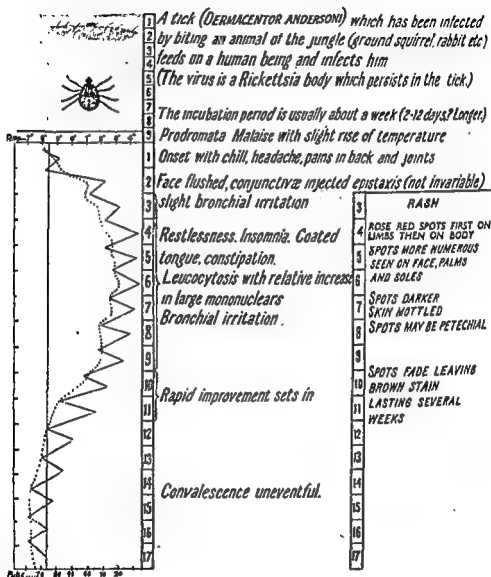 1 A tick (DERMACENTOR ANDERSONI) which has been infected
2 by biting an animal of the jungle (ground squirrel, rabbit etc)
3
4 feeds on a human being and infects him
5 (The virus is a Rickettsia body which persists in the tick.)
6
7
8 The incubation period is usually about a week (2-12 days,? Longer)
9 Prodromata Malaise with slight rise of temperature
1 Onset with chill, headache, pains in back and joints
2 Face flushed, conjunctivæ injected epistaxis (not invariable)
3 slight bronchial irritation
4 Restlessness. Insomnia. Coated
5 tongue, constipation.
6 Leucocytosis with relative increase
7 in large mononuclears
8 Bronchial irritation.
9
10 Rapid improvement sets in
11
12
13
14 Convalescence uneventful.
15
16
17
3 RASH
4 ROSE RED SPOTS FIRST ON
LIMBS THEN ON BODY
5 SPOTS MORE NUMEROUS
SEEN ON FACE, PALMS
6 AND SOLES
7 SPOTS DARKER
SKIN MOTTLED
8 SPOTS MAY BE PETECHIAL
9
SPOTS FADE LEAVING
10 BROWN STAIN
11 LASTING SEVERAL
WEEKS
12
13
14
15
16
17